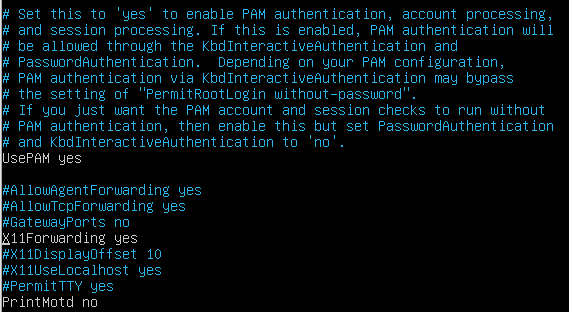 # Set this to 'yes' to enable PAM authentication, account processing,
# and session processing. If this is enabled, PAM authentication will
# be allowed through the KbdInteractiveAuthentication and
# PasswordAuthentication.  Depending on your PAM configuration,
# PAM authentication via KbdInteractiveAuthentication may bypass
# the setting of "PermitRootLogin without-password".
# If you just want the PAM account and session checks to run without
# PAM authentication, then enable this but set PasswordAuthentication
# and KbdInteractiveAuthentication to 'no'.
UsePAM yes

#AllowAgentForwarding yes
#AllowTcpForwarding yes
#GatewayPorts no
X11Forwarding yes
#X11DisplayOffset 10
#X11UseLocalhost yes
#PermitTTY yes
PrintMotd no